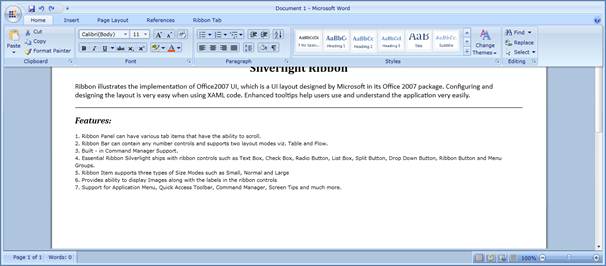 Document 1 - Microsoft Word
Home Insert Page Layout References Ribbon Tab
Paste
Cut
Copy
Format Painter
Calibri(Body) 11
AaBbCc AaBbCc AaBbCc AaBbCc AaB AaBbCc
Heading 1 Heading 2 Heading 3 Title Subtitle
Change
Themes
Find
Replace
Select
Clipboard Font Paragraph Styles Editing
Silverlight Ribbon
Ribbon illustrates the implementation of Office2007 UI, which is a UI layout designed by Microsoft in its Office 2007 package. Configuring and
designing the layout is very easy when using XAML code. Enhanced tooltips help users use and understand the application very easily.
Features:
1. Ribbon Panel can have various tab items that have the ability to scroll.
2. Ribbon Bar can contain any number controls and supports two layout modes viz. Table and Flow.
3. Built - in Command Manager Support.
4. Essential Ribbon Silverlight ships with ribbon controls such as Text Box, Check Box, Radio Button, List Box, Split Button, Drop Down Button, Ribbon Button and Menu
Groups.
5. Ribbon Item supports three types of Size Modes such as Small, Normal and Large
6. Provides ability to display Images along with the labels in the ribbon controls
7. Support for Application Menu, Quick Access Toolbar, Command Manager, Screen Tips and much more.
Page 1 of 1 Words: 0 100%